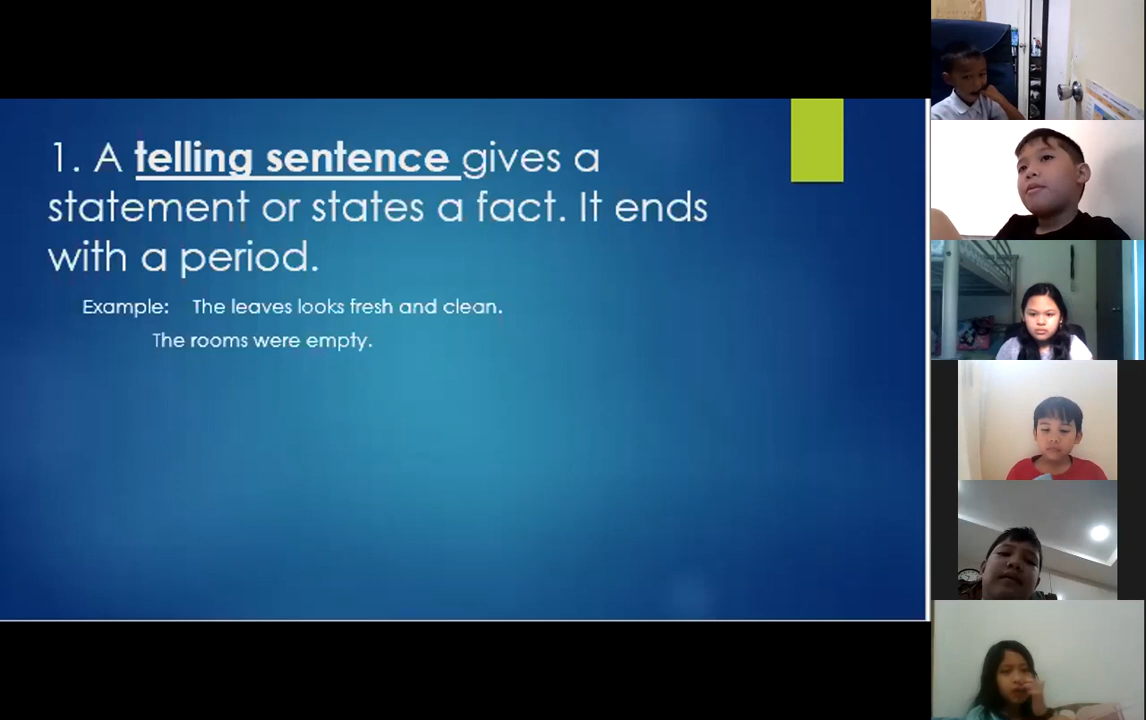 1. A telling sentence gives a
statement or states a fact. It ends
with a period.
Example: The leaves looks fresh and clean.
The rooms were empty.